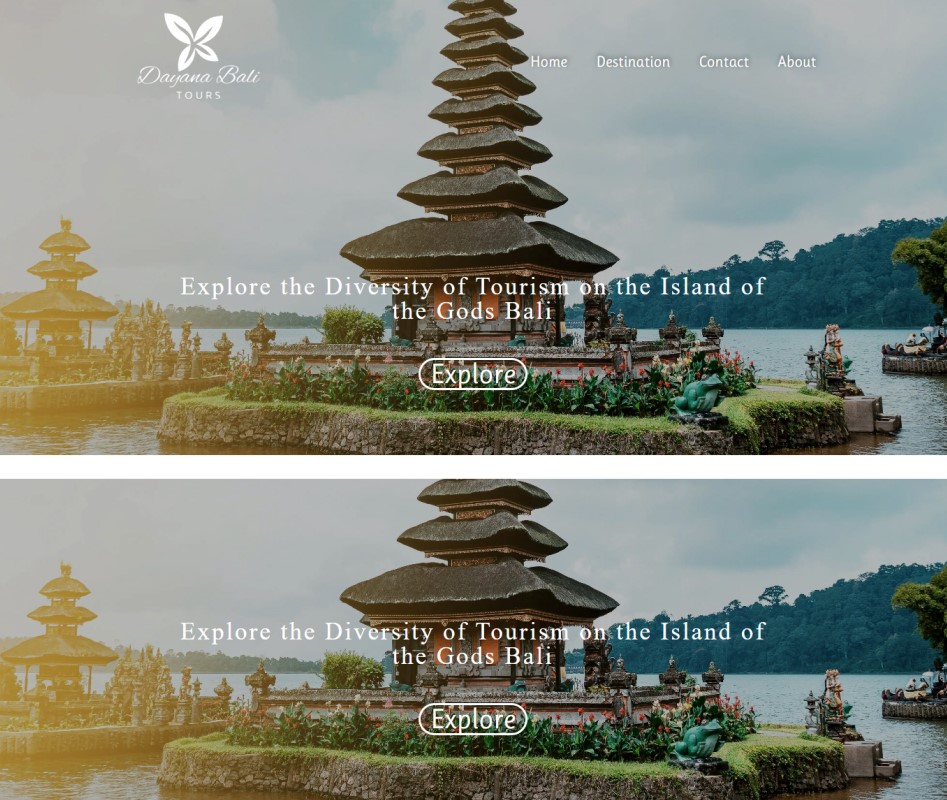 Dayana Bali
TOURS
Home Destination Contact About
Explore the Diversity of Tourism on the Island of
the Gods Bali
Explore
Explore the Diversity of Tourism on the Island of
the Gods Bali
Explore